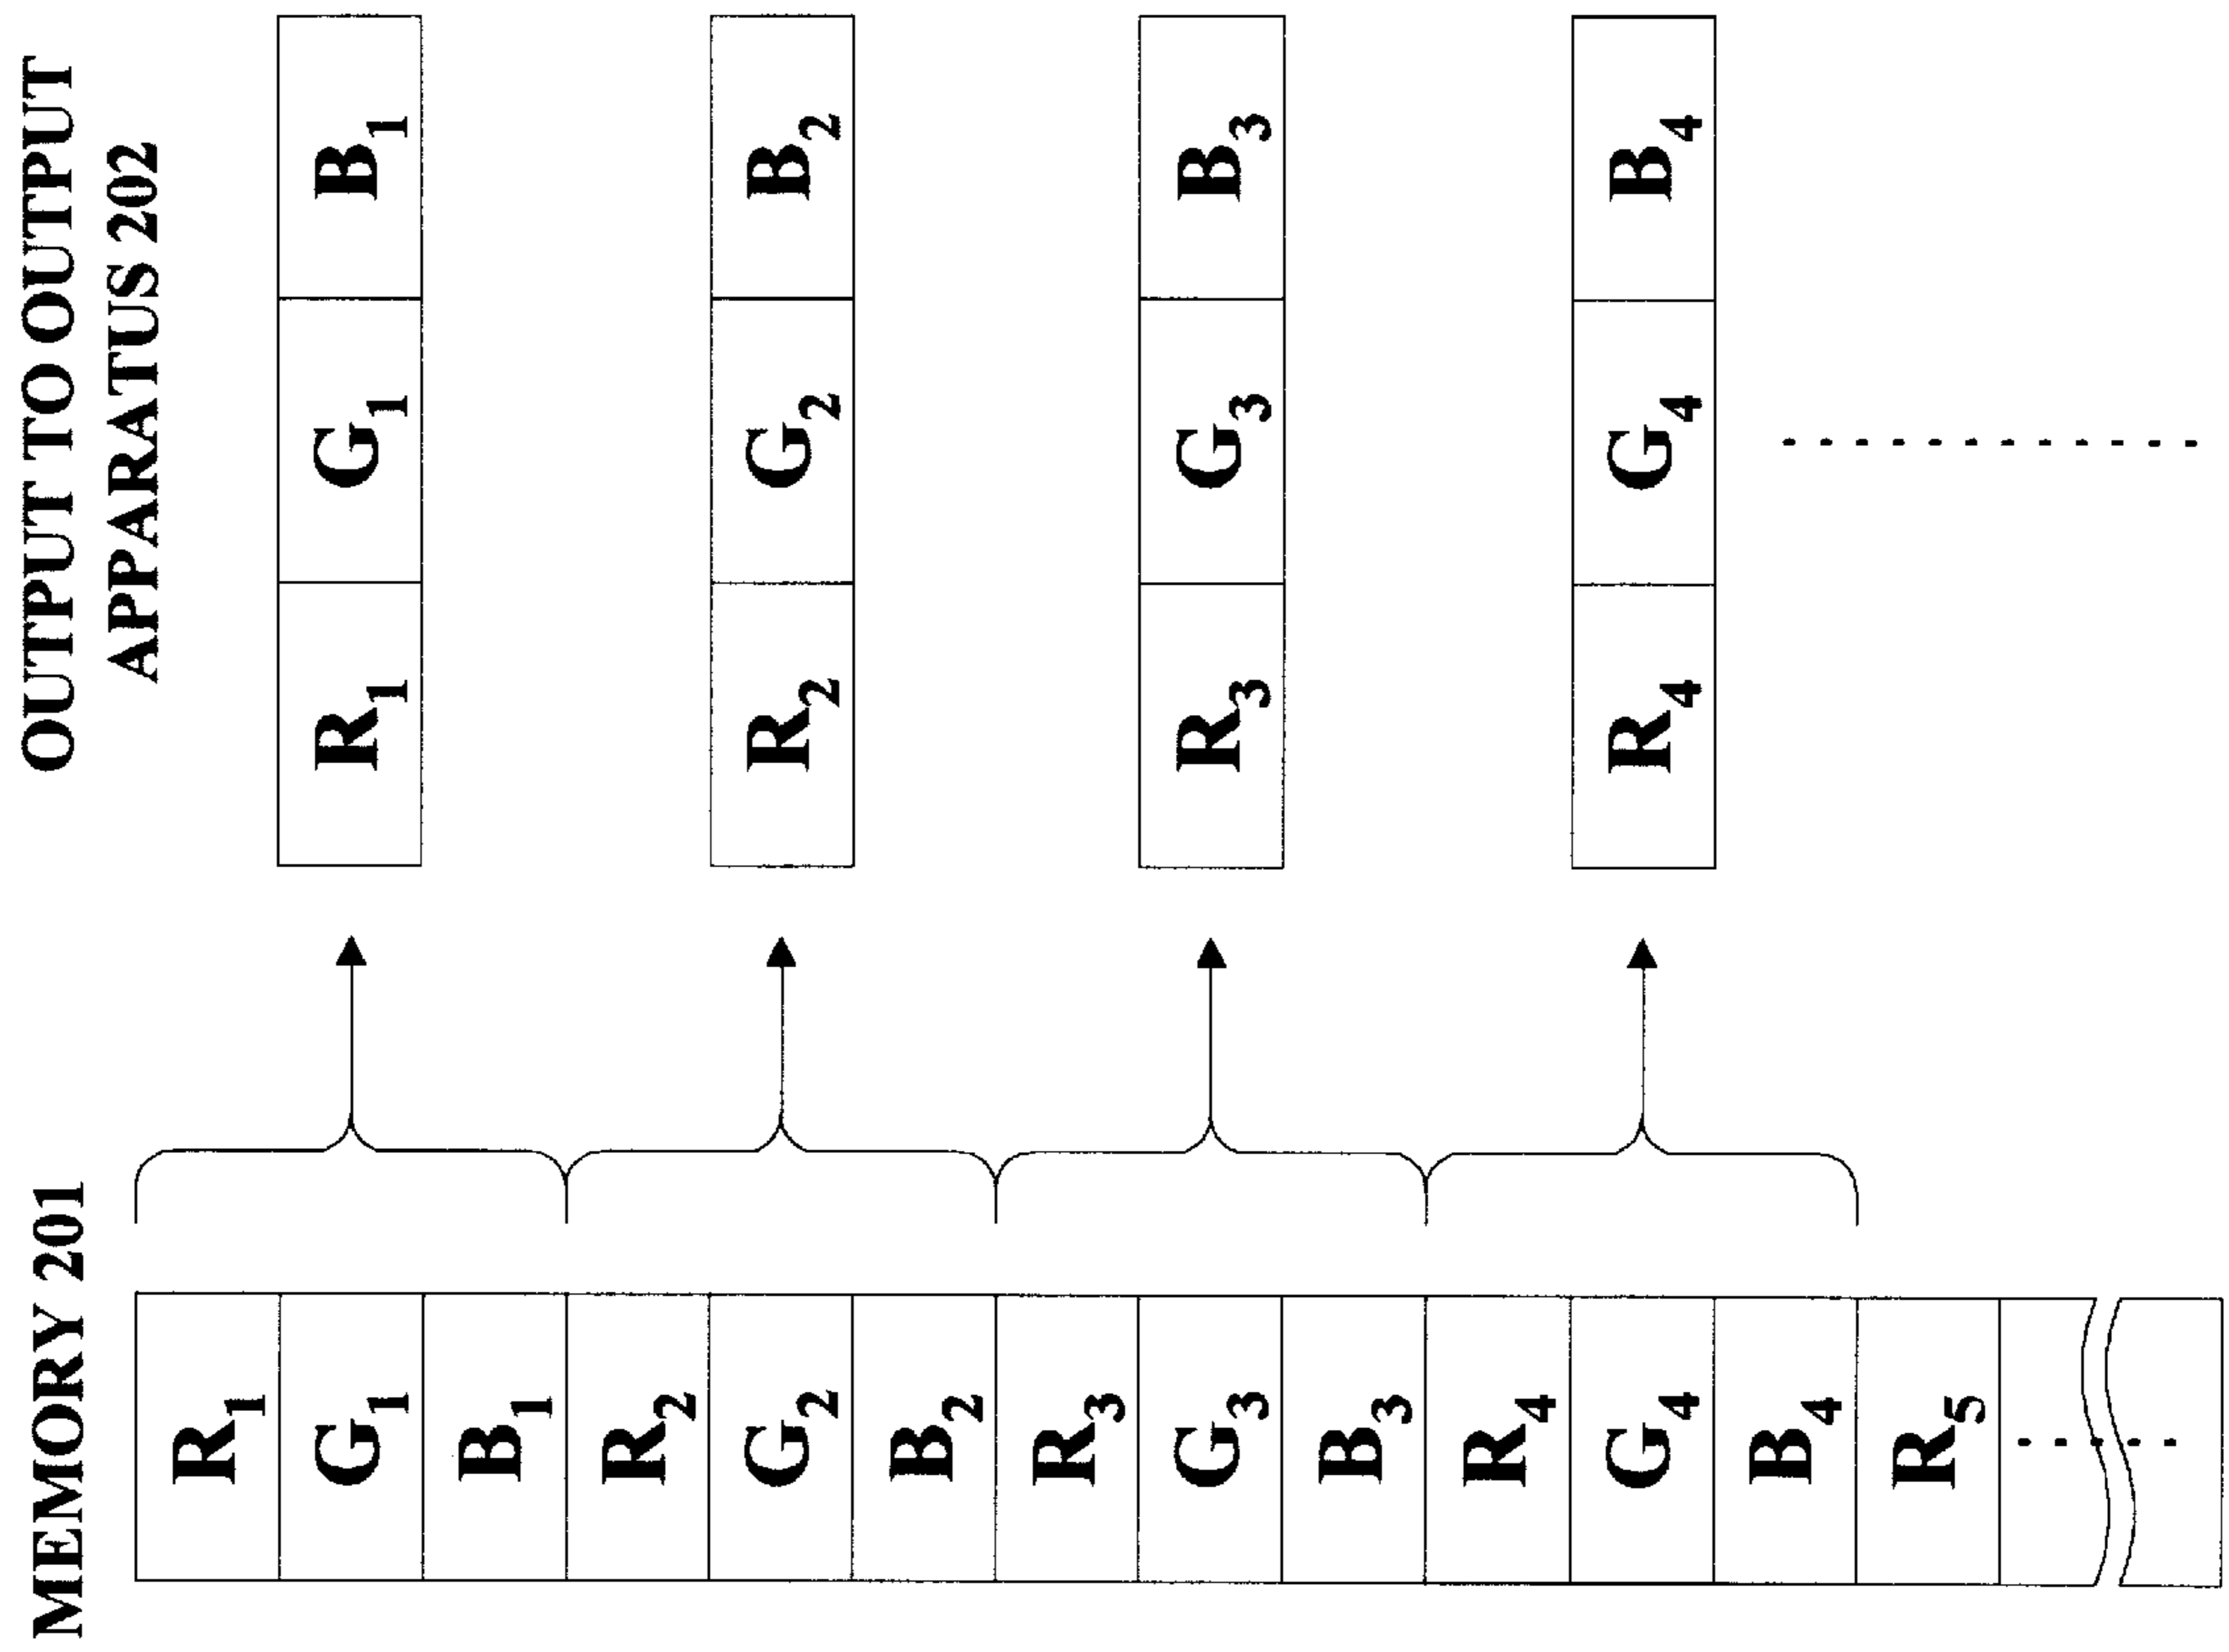 MEMORY 201
R1
G1
B1
R2
G2
B2
R3
G3
B3
R4
G4
B4
R5
OUTPUT TO OUTPUT
APPARATUS 202
R1 G1 B1
R2 G2 B2
R3 G3 B3
R4 G4 B4